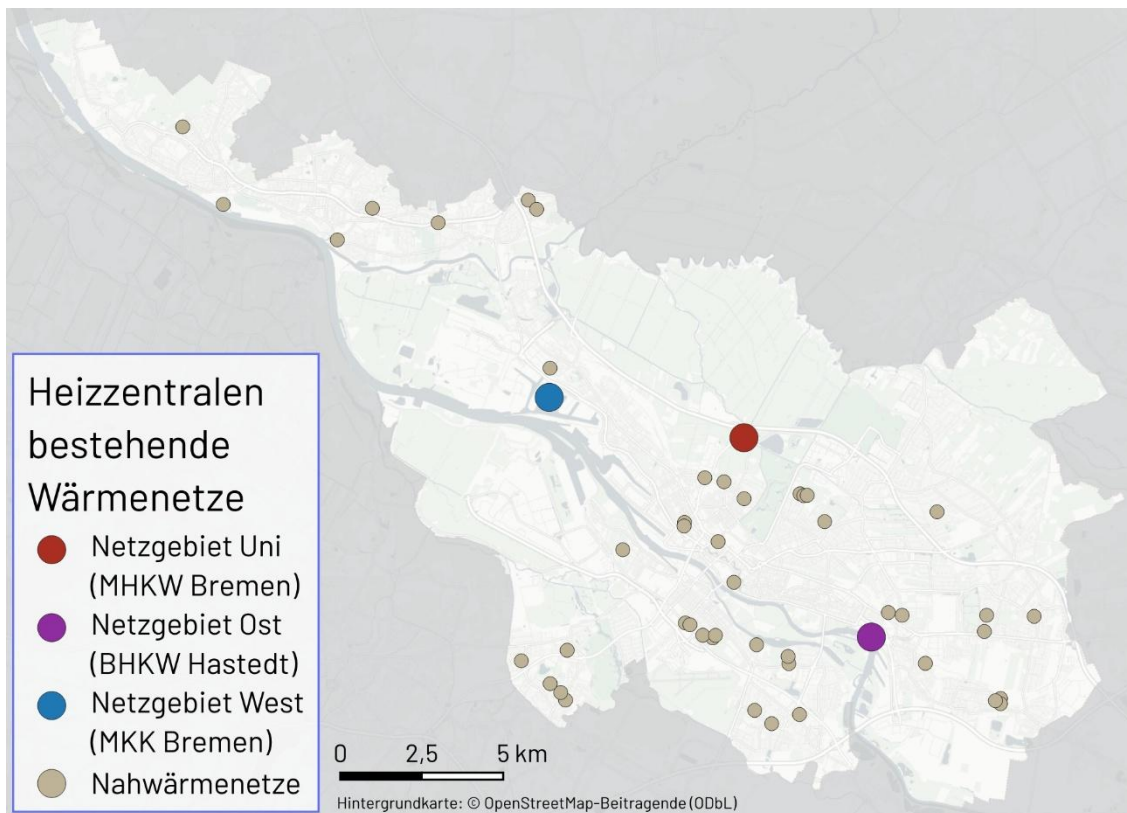 Heizzentralen
bestehende
Wärmenetze
Netzgebiet Uni
(MHKW Bremen)
Netzgebiet Ost
(BHKW Hastedt)
Netzgebiet West
(MKK Bremen)
Nahwärmenetze
0 2,5 5 km
Hintergrundkarte: © OpenStreetMap-Beitragende (ODbL)